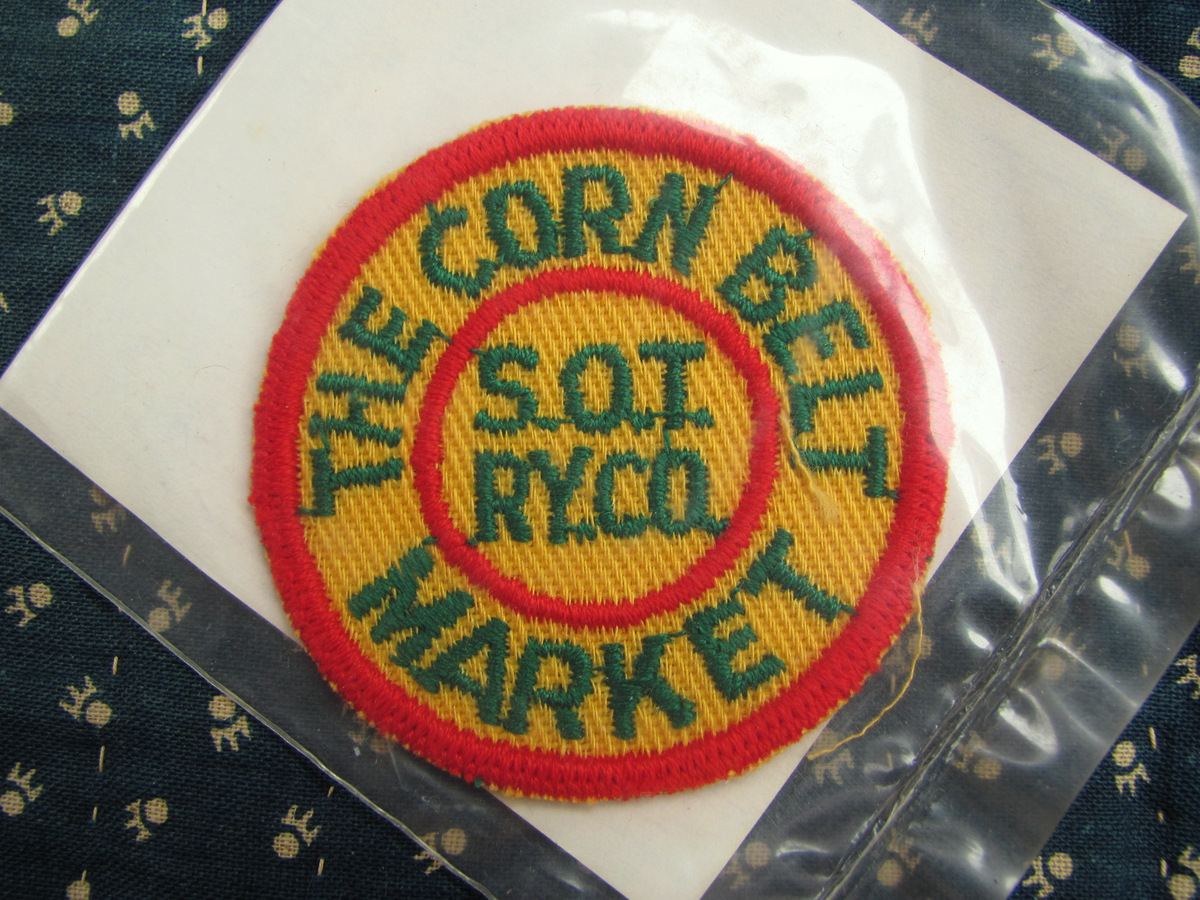 THE CORN BELT
S.O.T.
RY.CO.
MARKET